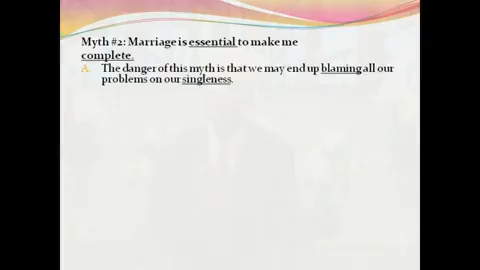 Myth #2: Marriage is essential to make me
complete.
A. The danger of this myth is that we may end up blaming all our
problems on our singleness.